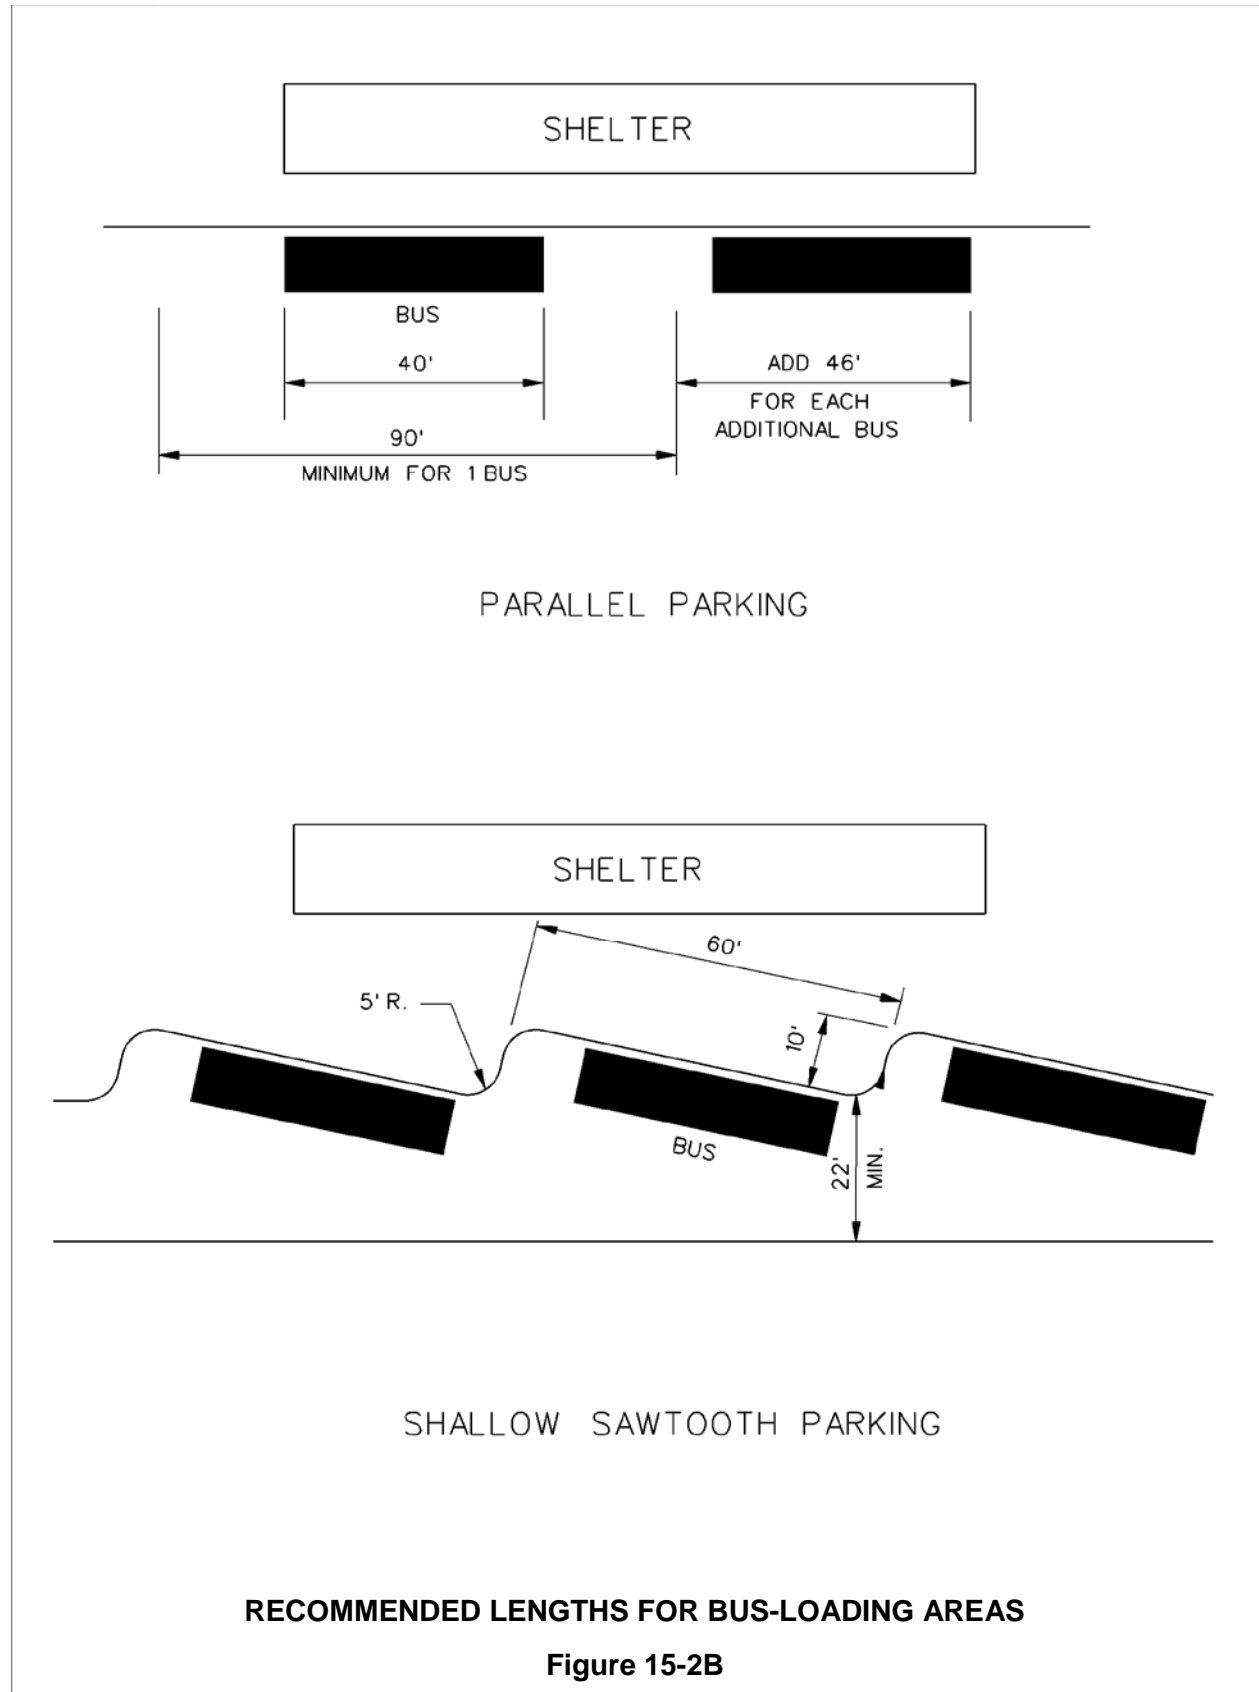 SHELTER
BUS
40'
ADD 46'
FOR EACH
ADDITIONAL BUS
90'
MINIMUM FOR 1 BUS
PARALLEL PARKING
SHELTER
60'
5' R.
10'
BUS
22'
MIN.
SHALLOW SAWTOOTH PARKING
RECOMMENDED LENGTHS FOR BUS-LOADING AREAS
Figure 15-2B